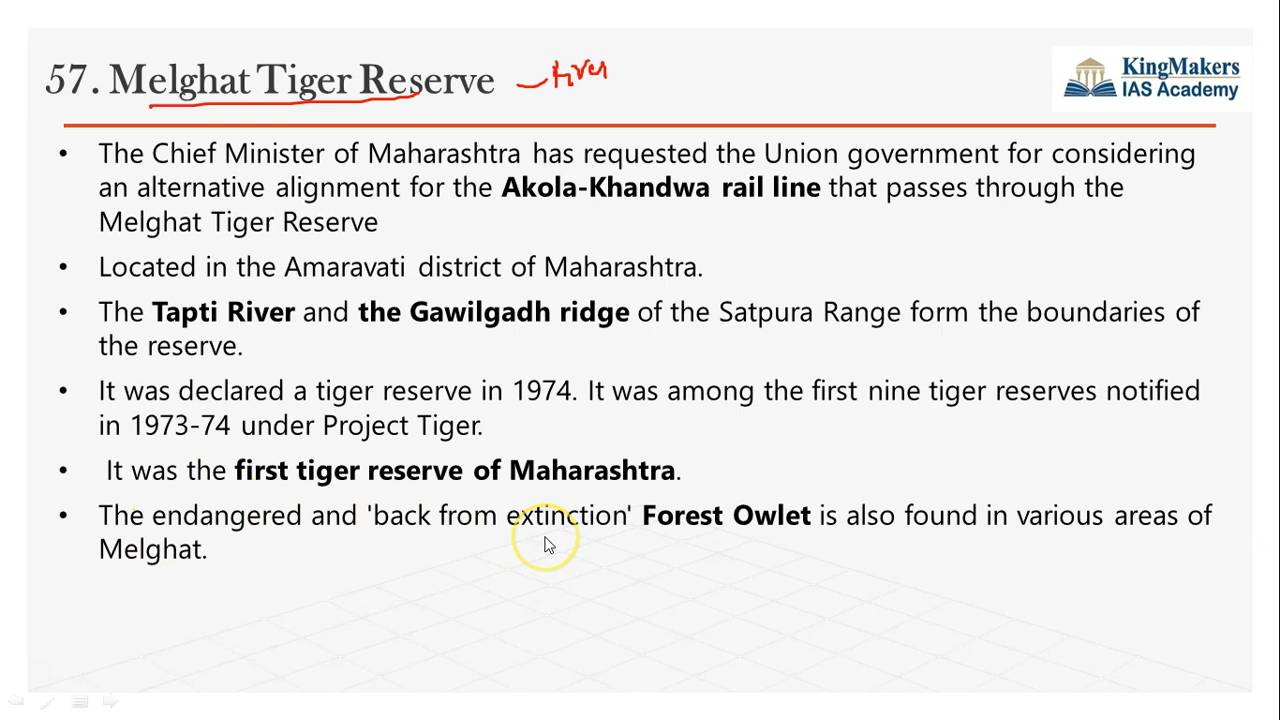 57. Melghat Tiger Reserve
KingMakers
IAS Academy
• The Chief Minister of Maharashtra has requested the Union government for considering
an alternative alignment for the Akola-Khandwa rail line that passes through the
Melghat Tiger Reserve
• Located in the Amaravati district of Maharashtra.
• The Tapti River and the Gawilgadh ridge of the Satpura Range form the boundaries of
the reserve.
• It was declared a tiger reserve in 1974. It was among the first nine tiger reserves notified
in 1973-74 under Project Tiger.
• It was the first tiger reserve of Maharashtra.
• The endangered and 'back from extinction' Forest Owlet is also found in various areas of
Melghat.